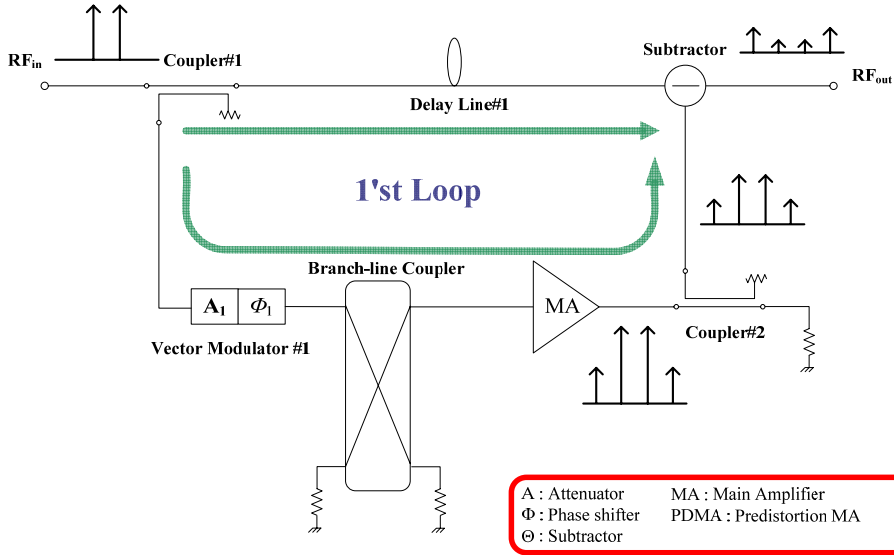 RFin
Coupler#1
Subtractor
RFout
Delay Line#1
1'st Loop
Branch-line Coupler
A1
Φ1
MA
Vector Modulator #1
Coupler#2
A : Attenuator
MA : Main Amplifier
Φ : Phase shifter
PDMA : Predistortion MA
Θ : Subtractor